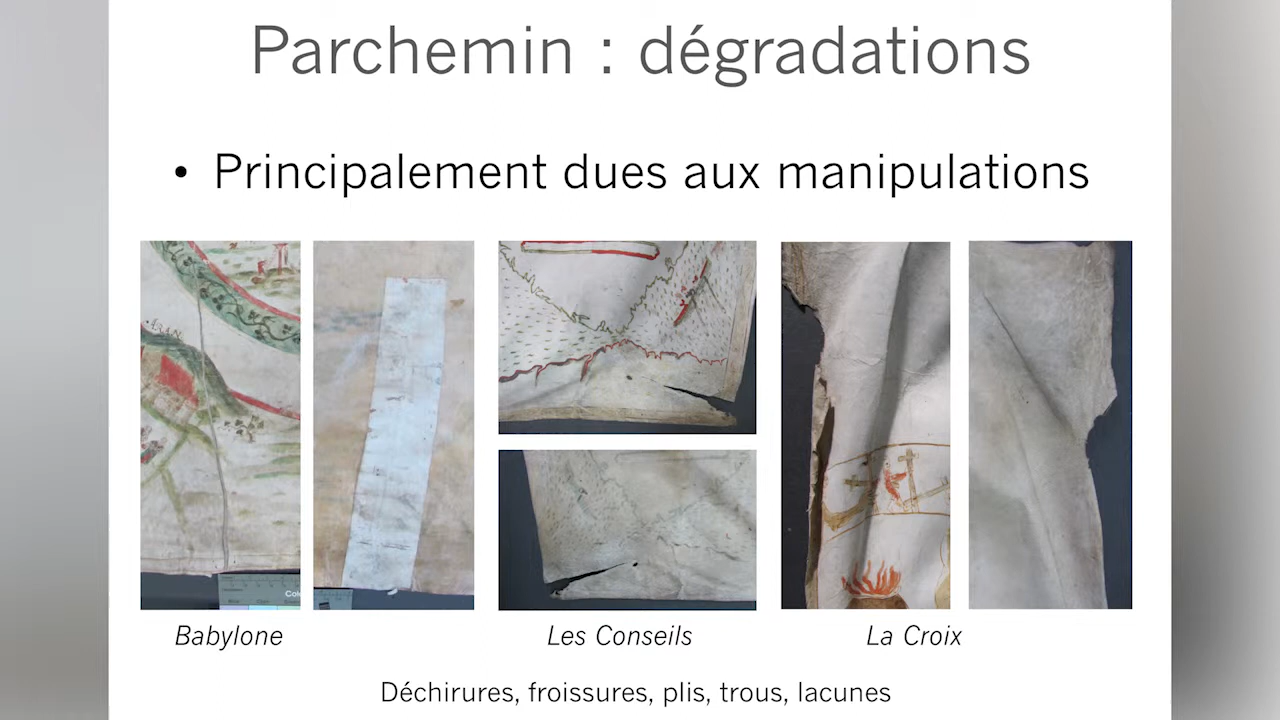 Parchemin : dégradations
• Principalement dues aux manipulations
Babylone
Les Conseils
La Croix
Déchirures, froissures, plis, trous, lacunes